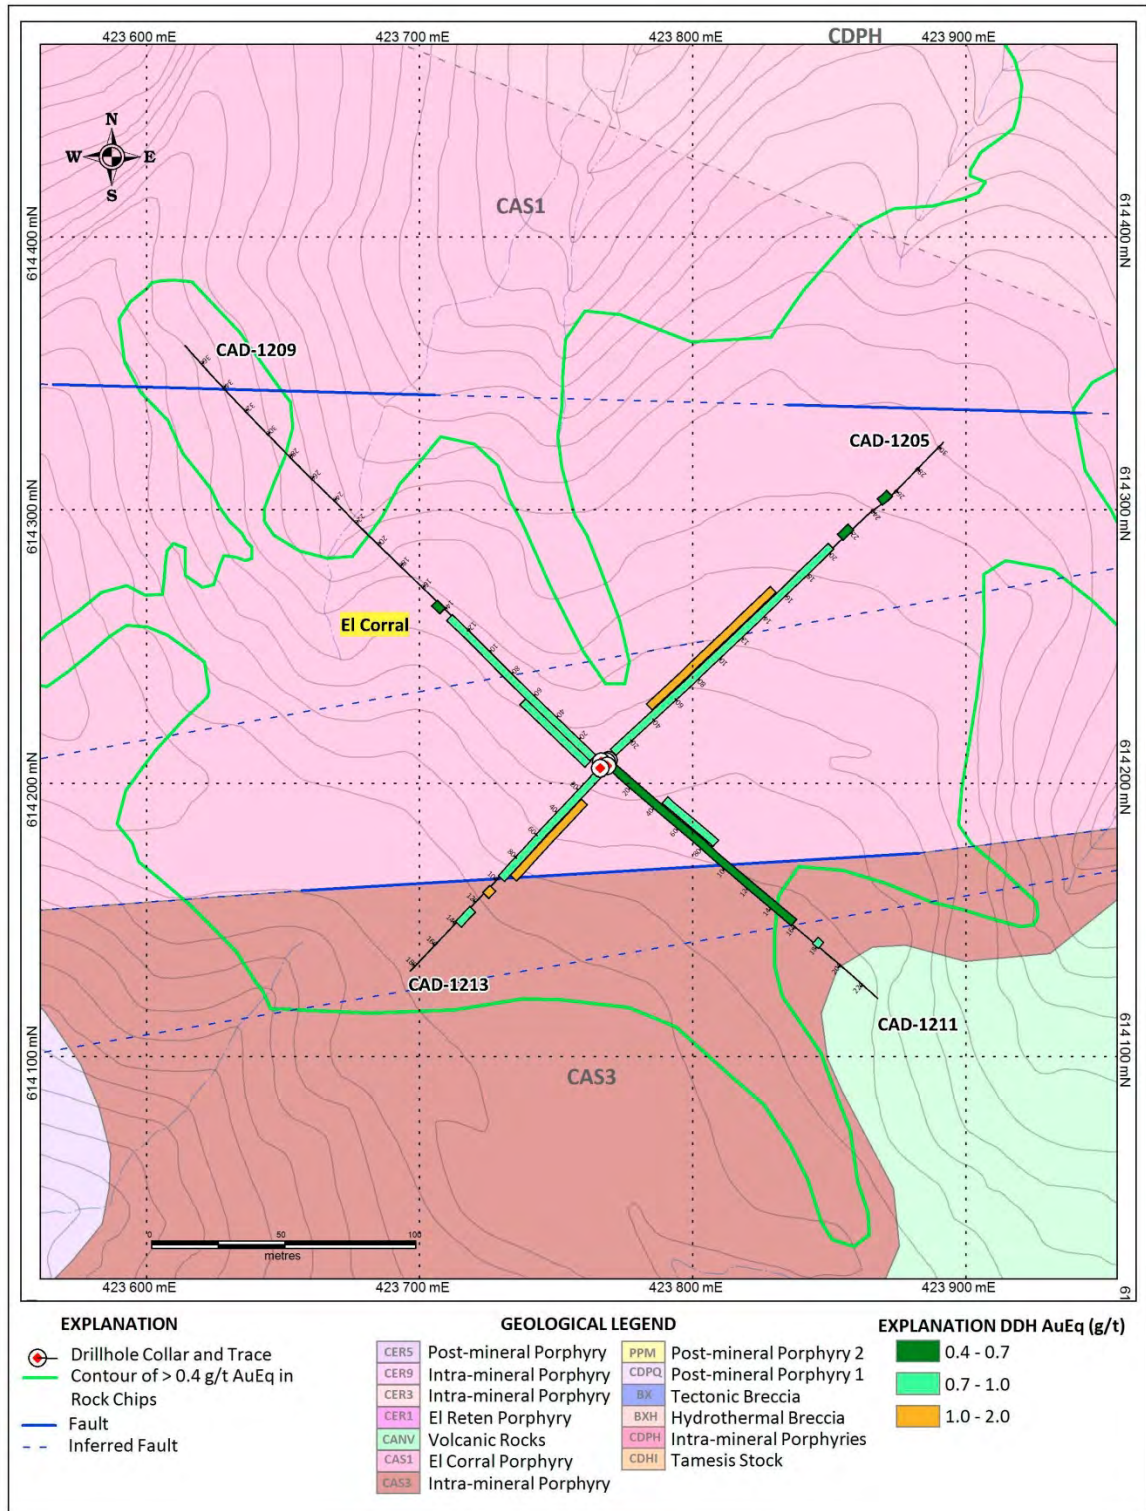 423 600 mE
423 700 mE
423 800 mE
423 900 mE
CDPH
N
W
E
S
CAS1
614 400 mN
614 400 mN
CAD-1209
CAD-1205
614 300 mN
614 300 mN
El Corral
614 200 mN
614 200 mN
CAD-1213
CAD-1211
614 100 mN
614 100 mN
CAS3
0
50
100
metres
61
423 600 mE
423 700 mE
423 800 mE
423 900 mE
EXPLANATION
Drillhole Collar and Trace
Contour of > 0.4 g/t AuEq in
Rock Chips
Fault
Inferred Fault
GEOLOGICAL LEGEND
CER5 Post-mineral Porphyry
CER9 Intra-mineral Porphyry
CER3 Intra-mineral Porphyry
CER1 El Reten Porphyry
CANV Volcanic Rocks
CAS1 El Corral Porphyry
CAS3 Intra-mineral Porphyry
PPM Post-mineral Porphyry 2
CDPQ Post-mineral Porphyry 1
BX Tectonic Breccia
BXH Hydrothermal Breccia
CDPH Intra-mineral Porphyries
CDHI Tamesis Stock
EXPLANATION DDH AuEq (g/t)
0.4 - 0.7
0.7 - 1.0
1.0 - 2.0